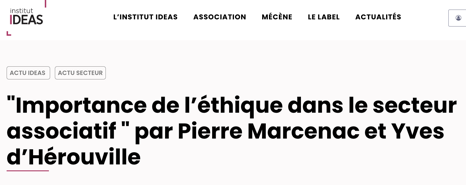 institut
IDEAS
L'INSTITUT IDEAS ASSOCIATION MÉCÈNE LE LABEL ACTUALITÉS
ACTU IDEAS ACTU SECTEUR
"Importance de l’éthique dans le secteur
associatif " par Pierre Marcenac et Yves
d’Hérouville